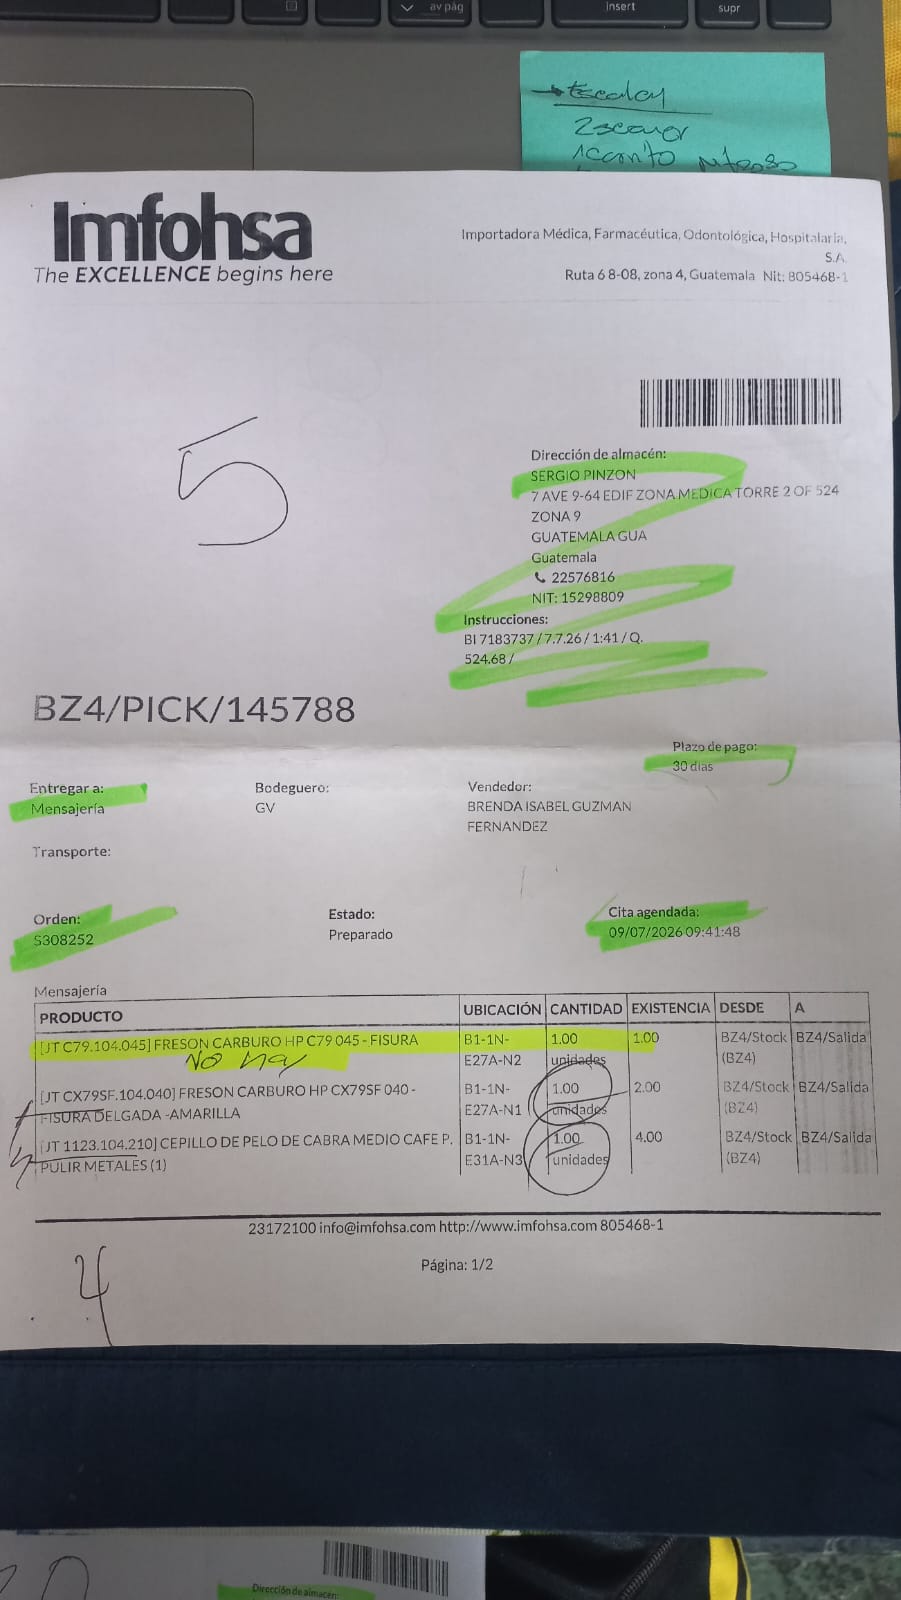 av pág
Insert
supr
Escaley
Imfohsa
The EXCELLENCE begins here
Importadora Médica, Farmacéutica, Odontológica, Hospitalaria,
S.A.
Ruta 6 8-08, zona 4, Guatemala Nit: 805468-1
5
Dirección de almacén:
SERGIO PINZON
7 AVE 9-64 EDIF ZONA MEDICA TORRE 2 OF 524
ZONA 9
GUATEMALA GUA
Guatemala
22576816
NIT: 15298809
Instrucciones:
BI 7183737 / 7.7.26 / 1:41 / Q.
524.68 /
BZ4/PICK/145788
Plazo de pago:
30 dias
Entregar a:
Mensajería
Bodeguero:
GV
Vendedor:
BRENDA ISABEL GUZMAN
FERNANDEZ
Transporte:
Orden:
S308252
Estado:
Preparado
Cita agendada:
09/07/2026 09:41:48
Mensajería
PRODUCTO UBICACIÓN CANTIDAD EXISTENCIA DESDE A
[JT C79.104.045] FRESON CARBURO HP C79 045 - FISURA B1-1N- 1.00 1.00 BZ4/Stock BZ4/Salida
No hay E27A-N2 unidades (BZ4)
[JT CX79SF.104.040] FRESON CARBURO HP CX79SF 040 - B1-1N- 1.00 2.00 BZ4/Stock BZ4/Salida
FISURA DELGADA -AMARILLA E27A-N1 unidades (BZ4)
[JT 1123.104.210] CEPILLO DE PELO DE CABRA MEDIO CAFE P. B1-1N- 1.00 4.00 BZ4/Stock BZ4/Salida
PULIR METALES (1) E31A-N3 unidades (BZ4)
23172100 info@imfohsa.com http://www.imfohsa.com 805468-1
Página: 1/2
4
Dirección de almacén: